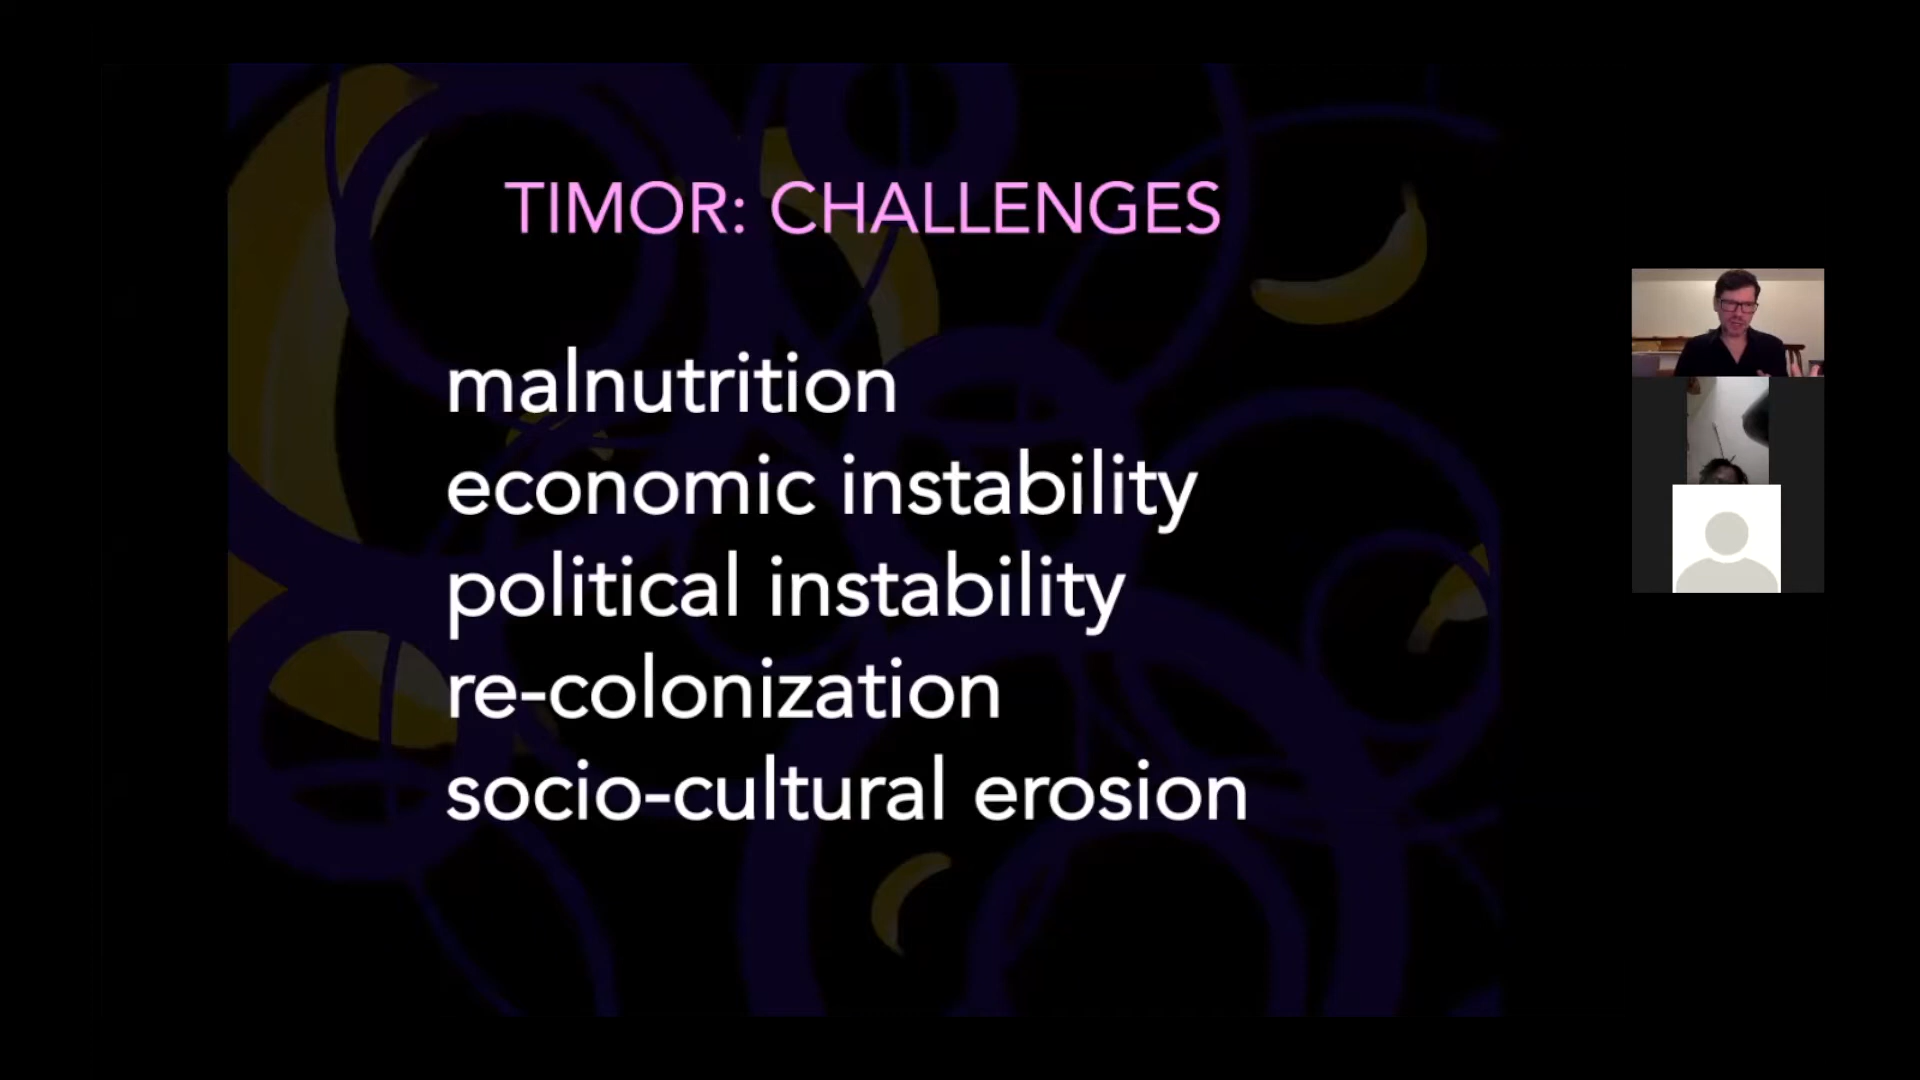 TIMOR: CHALLENGES
malnutrition
economic instability
political instability
re-colonization
socio-cultural erosion